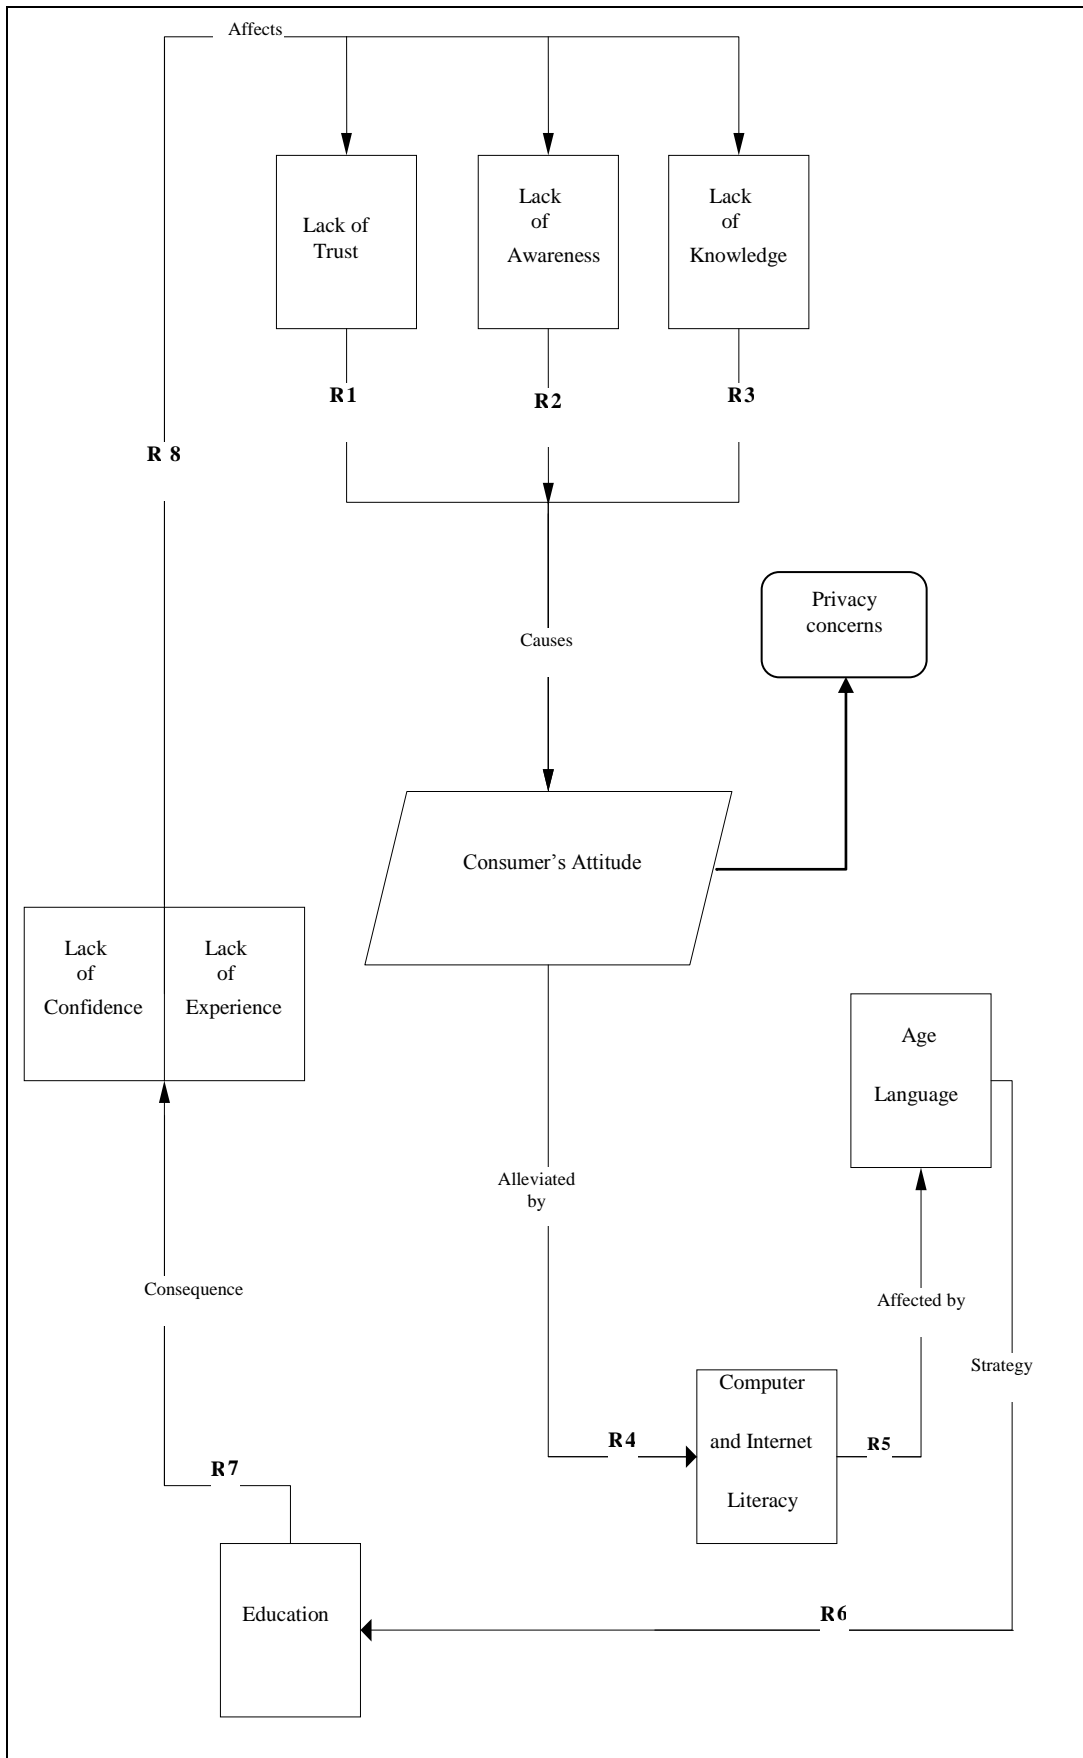 Affects
Lack of
Trust
Lack
of
Awareness
Lack
of
Knowledge
R1
R2
R3
R 8
Privacy
concerns
Causes
Consumer’s Attitude
Lack
of
Confidence
Lack
of
Experience
Age
Language
Alleviated
by
Consequence
Affected by
Strategy
Computer
and Internet
Literacy
R4
R5
R7
Education
R6